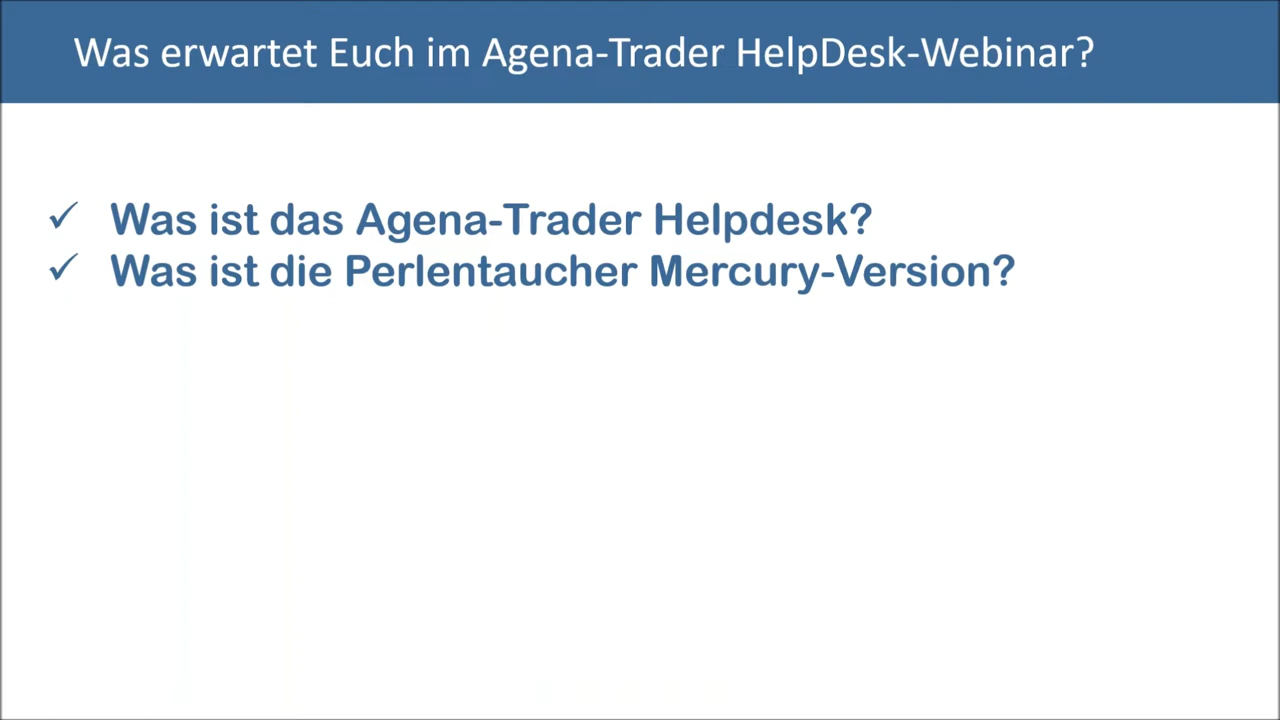 Was erwartet Euch im Agena-Trader HelpDesk-Webinar?
✓ Was ist das Agena-Trader Helpdesk?
✓ Was ist die Perlentaucher Mercury-Version?